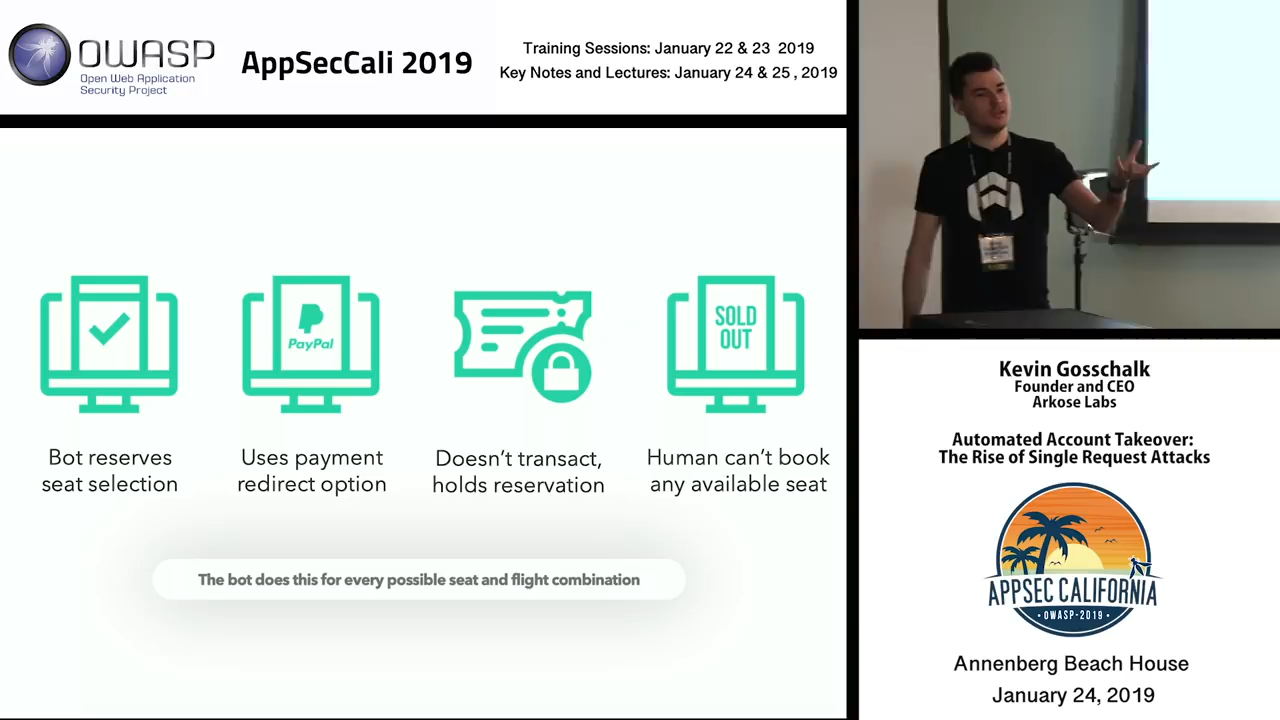 OWASP
Open Web Application
Security Project
AppSecCali 2019
Training Sessions: January 22 & 23 2019
Key Notes and Lectures: January 24 & 25 , 2019
PayPal
SOLD
OUT
Bot reserves
seat selection
Uses payment
redirect option
Doesn't transact,
holds reservation
Human can't book
any available seat
The bot does this for every possible seat and flight combination
Kevin Gosschalk
Founder and CEO
Arkose Labs
Automated Account Takeover:
The Rise of Single Request Attacks
APPSEC CALIFORNIA
• OWASP-2019 •
Annenberg Beach House
January 24, 2019